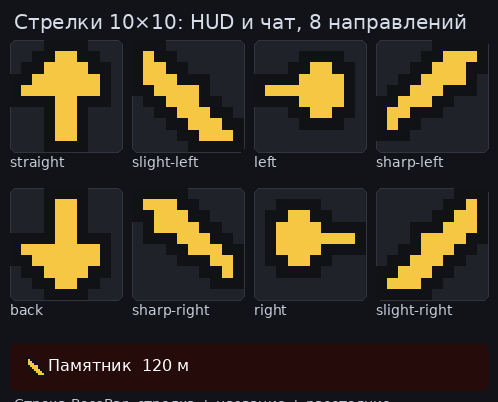 Стрелки 10×10: HUD и чат, 8 направлений
straight
slight-left
left
sharp-left
back
sharp-right
right
slight-right
Памятник 120 м